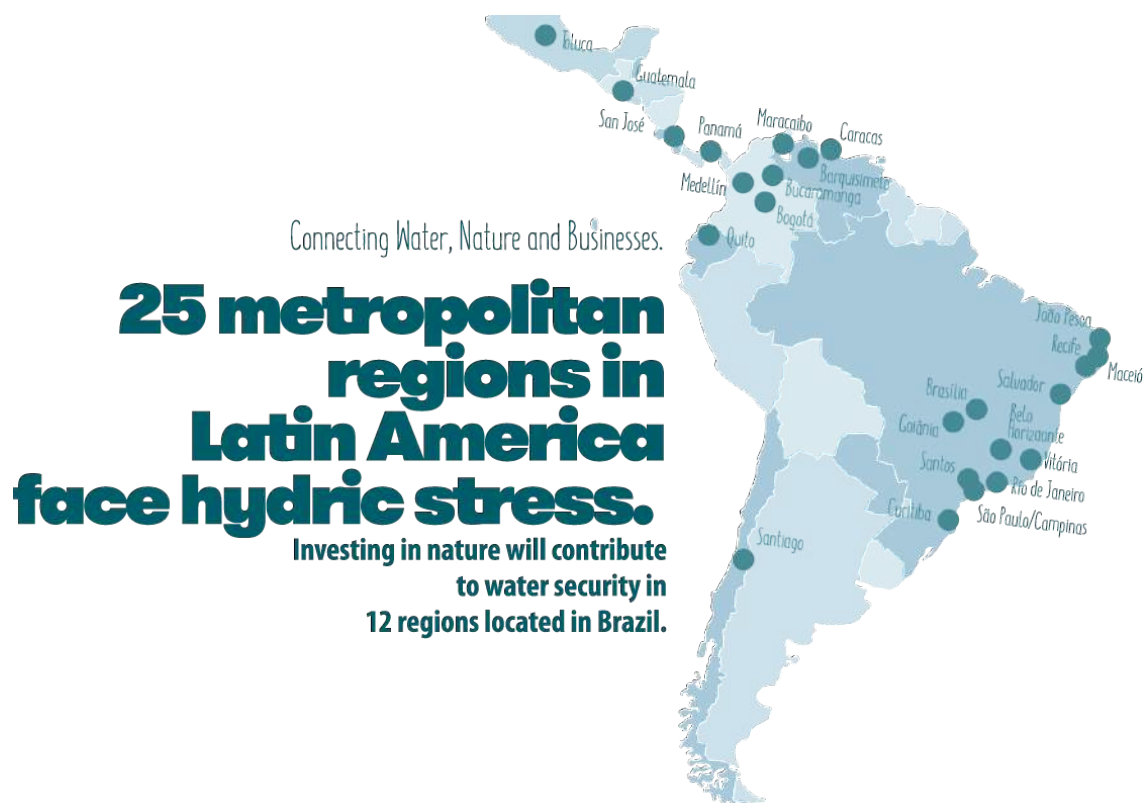 Toluca
Guatemala
San José
Panamá
Maracaibo
Caracas
Barquisimeto
Medellín
Bucaramanga
Bogotá
Quito
Connecting Water, Nature and Businesses.
25 metropolitan
regions in
Latin America
face hydric stress.
Investing in nature will contribute
to water security in
12 regions located in Brazil.
João Pesoa
Recife
Maceió
Salvador
Brasília
Belo
Horizaonte
Goiânia
Vitória
Santos
Rio de Janeiro
São Paulo/Campinas
Curitiba
Santiago